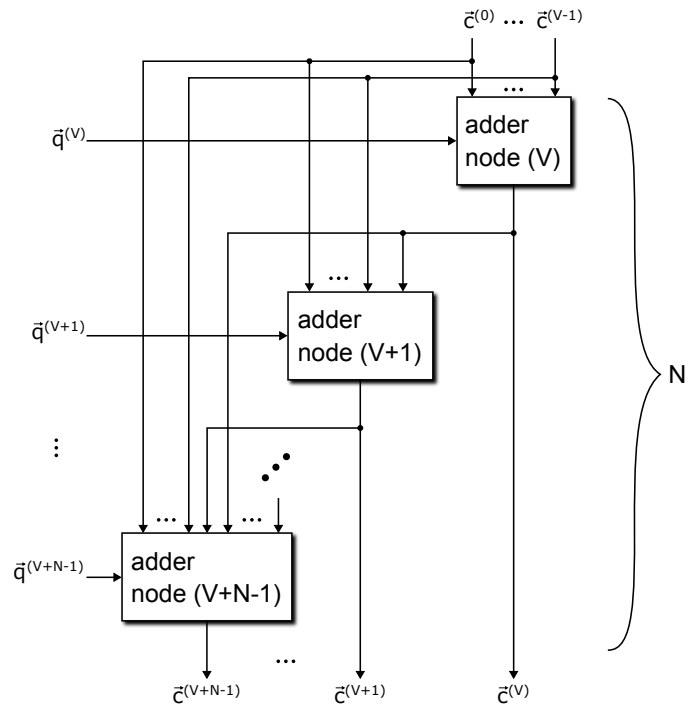 c⃗⁽⁰⁾ ... c⃗⁽ⱽ⁻¹⁾
...
adder
node (V)
q⃗⁽ⱽ⁾
...
adder
node (V+1)
q⃗⁽ⱽ⁺¹⁾
N
...
... ...
adder
node (V+N-1)
q⃗⁽ⱽ⁺ᴺ⁻¹⁾
...
c⃗⁽ⱽ⁺ᴺ⁻¹⁾ c⃗⁽ⱽ⁺¹⁾ c⃗⁽ⱽ⁾